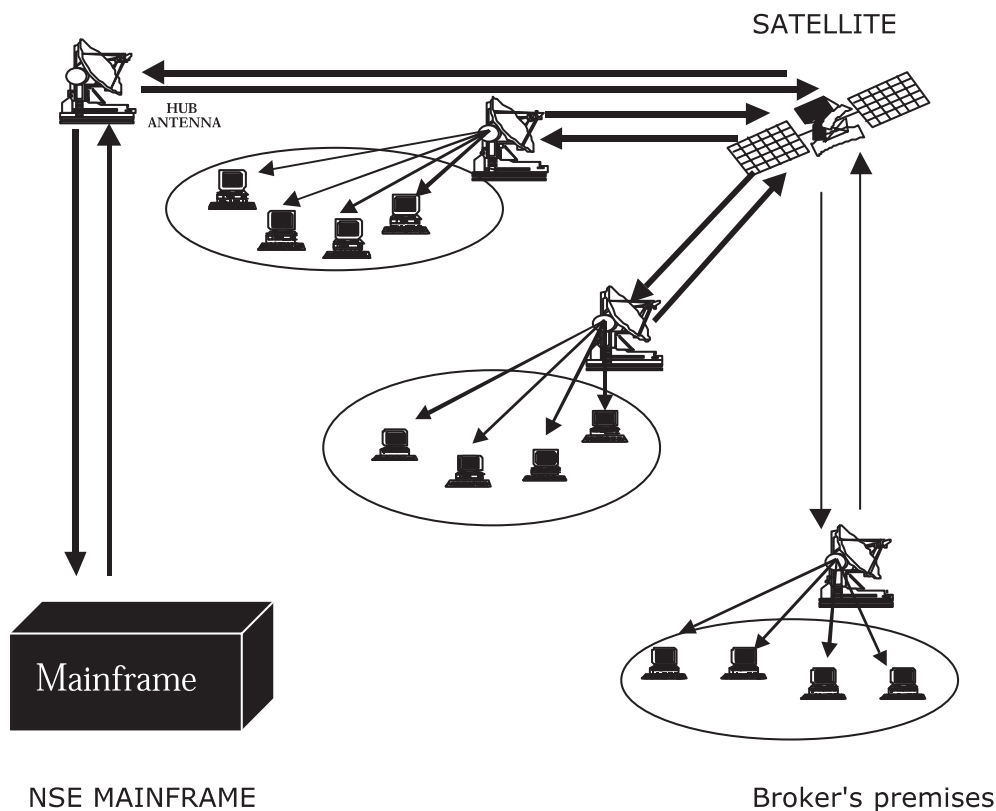 SATELLITE
HUB
ANTENNA
Mainframe
NSE MAINFRAME
Broker's premises